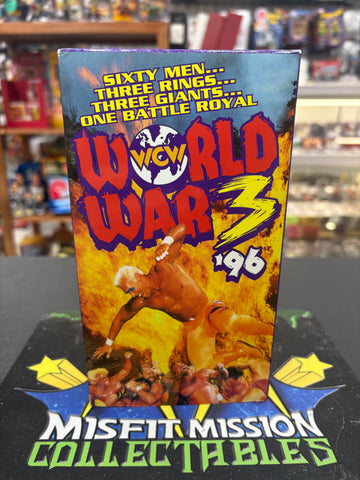 SIXTY MEN...
THREE RINGS...
THREE GIANTS...
ONE BATTLE ROYAL
WORLD
WCW
WAR 3
'96
MISFIT MISSION
COLLECTABLES